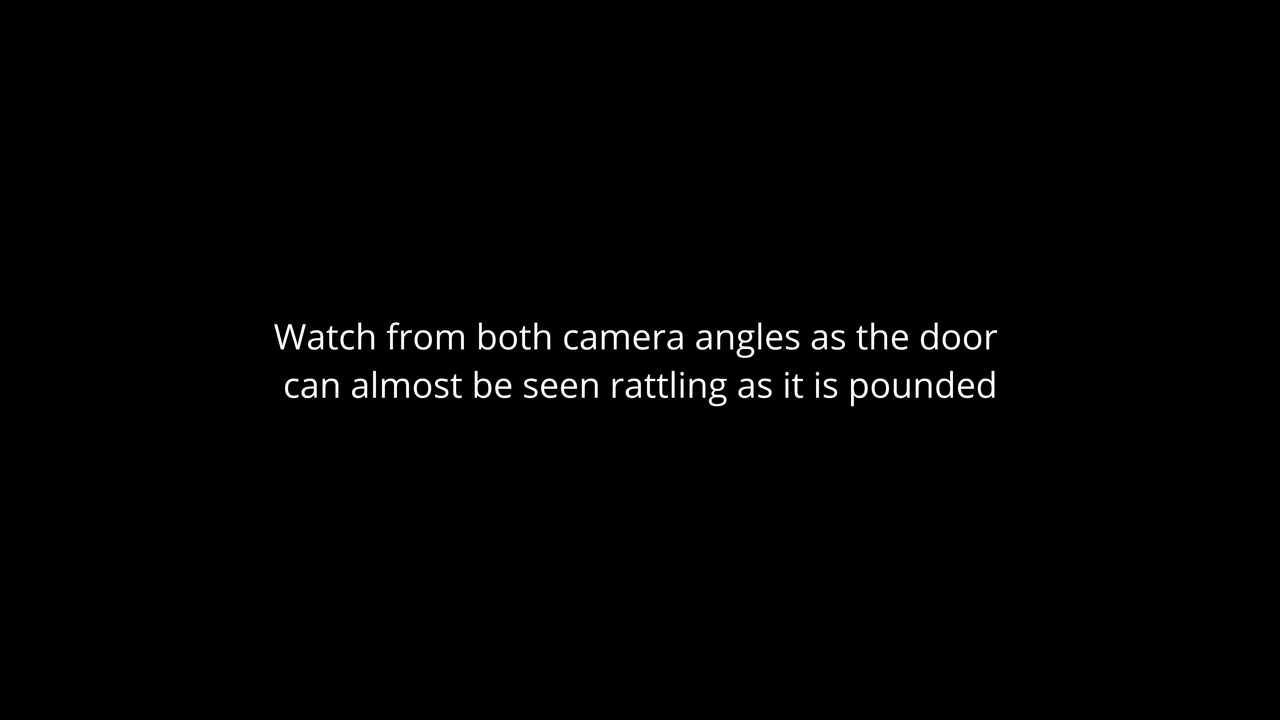 Watch from both camera angles as the door
can almost be seen rattling as it is pounded